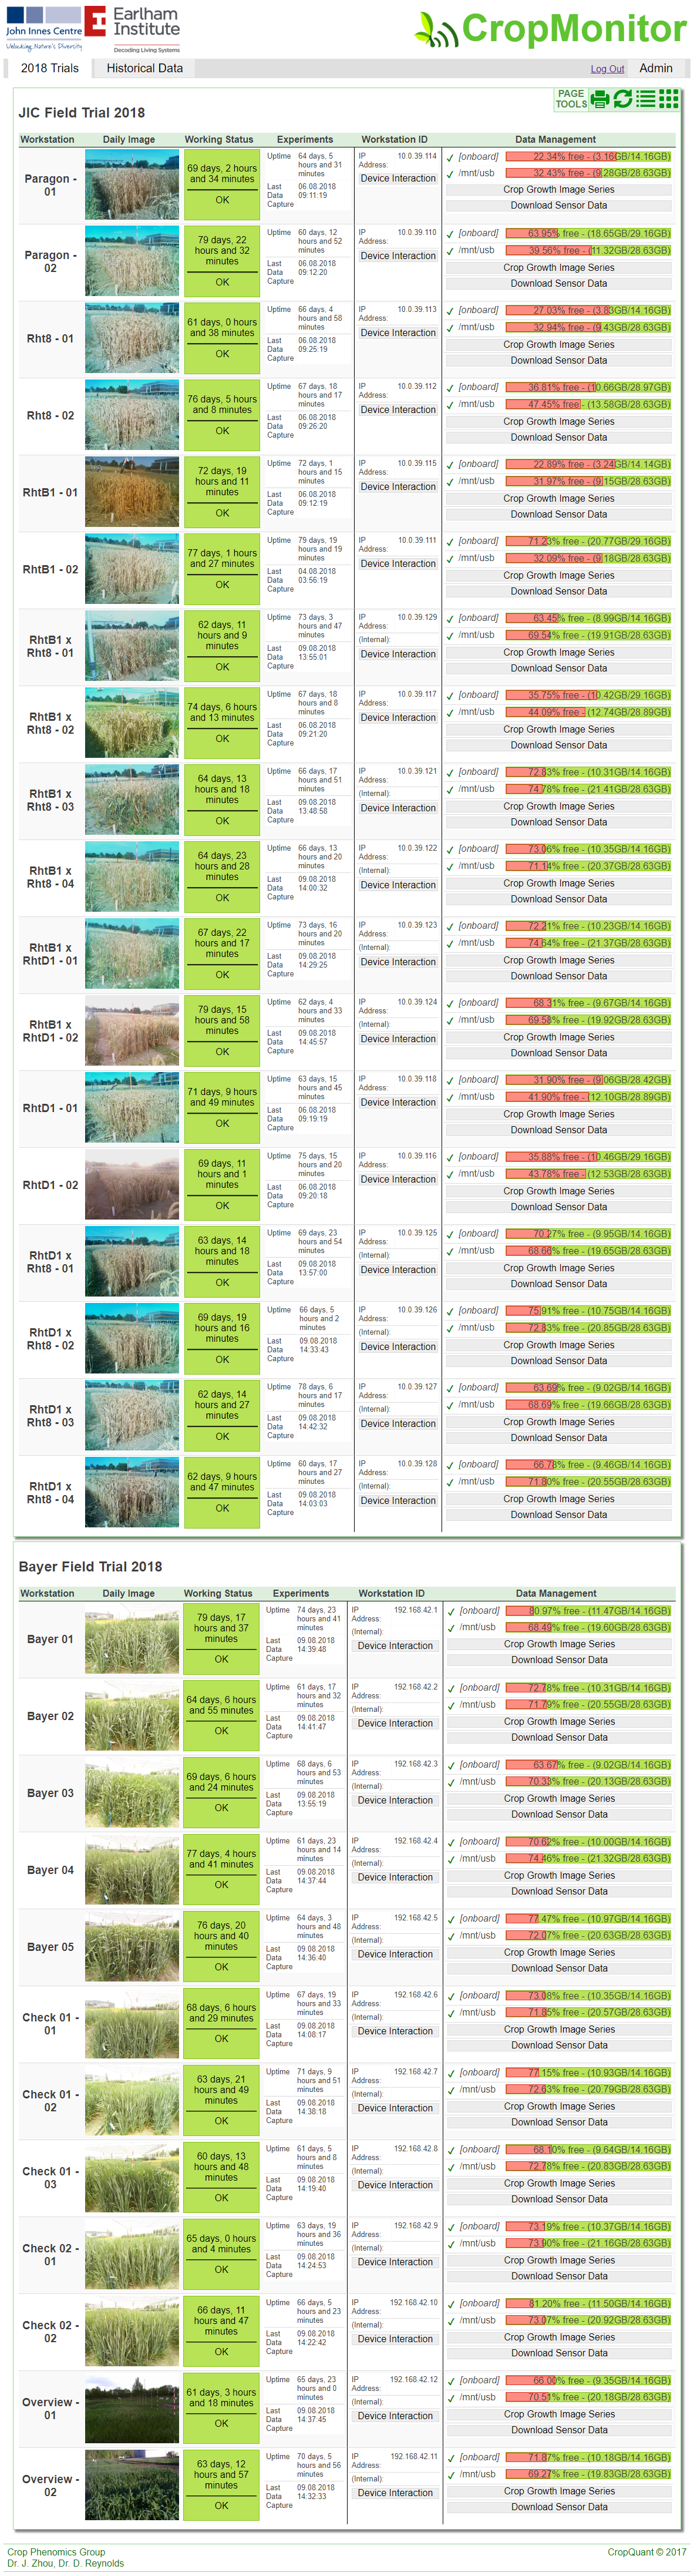 John Innes Centre
Unlocking Nature's Diversity
Earlham
Institute
Decoding Living Systems
CropMonitor
2018 Trials
Historical Data
Log Out
Admin
PAGE
TOOLS
JIC Field Trial 2018
Workstation Daily Image Working Status Experiments Workstation ID Data Management
Paragon -
01
69 days, 2 hours
and 34 minutes
OK
Uptime 64 days, 5
hours and 31
minutes
Last 06.08.2018
Data 09:11:19
Capture
IP 10.0.39.114
Address:
Device Interaction
✓ [onboard] 22.34% free - (3.16GB/14.16GB)
✓ /mnt/usb 32.43% free - (9.28GB/28.63GB)
Crop Growth Image Series
Download Sensor Data
Paragon -
02
79 days, 22
hours and 32
minutes
OK
Uptime 60 days, 12
hours and 52
minutes
Last 06.08.2018
Data 09:12:20
Capture
IP 10.0.39.110
Address:
Device Interaction
✓ [onboard] 63.95% free - (18.65GB/29.16GB)
✓ /mnt/usb 39.56% free - (11.32GB/28.63GB)
Crop Growth Image Series
Download Sensor Data
Rht8 - 01
61 days, 0 hours
and 38 minutes
OK
Uptime 66 days, 4
hours and 58
minutes
Last 06.08.2018
Data 09:25:19
Capture
IP 10.0.39.113
Address:
Device Interaction
✓ [onboard] 27.03% free - (3.83GB/14.16GB)
✓ /mnt/usb 32.94% free - (9.43GB/28.63GB)
Crop Growth Image Series
Download Sensor Data
Rht8 - 02
76 days, 5 hours
and 8 minutes
OK
Uptime 67 days, 18
hours and 17
minutes
Last 06.08.2018
Data 09:26:20
Capture
IP 10.0.39.112
Address:
Device Interaction
✓ [onboard] 36.81% free - (10.66GB/28.97GB)
✓ /mnt/usb 47.45% free - (13.58GB/28.63GB)
Crop Growth Image Series
Download Sensor Data
RhtB1 - 01
72 days, 19
hours and 11
minutes
OK
Uptime 72 days, 1
hours and 15
minutes
Last 06.08.2018
Data 09:12:19
Capture
IP 10.0.39.115
Address:
Device Interaction
✓ [onboard] 22.89% free - (3.24GB/14.14GB)
✓ /mnt/usb 31.97% free - (9.15GB/28.63GB)
Crop Growth Image Series
Download Sensor Data
RhtB1 - 02
77 days, 1 hours
and 27 minutes
OK
Uptime 79 days, 19
hours and 19
minutes
Last 04.08.2018
Data 03:56:19
Capture
IP 10.0.39.111
Address:
Device Interaction
✓ [onboard] 71.23% free - (20.77GB/29.16GB)
✓ /mnt/usb 32.09% free - (9.18GB/28.63GB)
Crop Growth Image Series
Download Sensor Data
RhtB1 x
Rht8 - 01
62 days, 11
hours and 9
minutes
OK
Uptime 73 days, 3
hours and 47
minutes
Last 09.08.2018
Data 13:55:01
Capture
IP 10.0.39.129
Address:
(Internal):
Device Interaction
✓ [onboard] 63.45% free - (8.99GB/14.16GB)
✓ /mnt/usb 69.54% free - (19.91GB/28.63GB)
Crop Growth Image Series
Download Sensor Data
RhtB1 x
Rht8 - 02
74 days, 6 hours
and 13 minutes
OK
Uptime 67 days, 18
hours and 8
minutes
Last 06.08.2018
Data 09:21:20
Capture
IP 10.0.39.117
Address:
Device Interaction
✓ [onboard] 35.75% free - (10.42GB/29.16GB)
✓ /mnt/usb 44.09% free - (12.74GB/28.89GB)
Crop Growth Image Series
Download Sensor Data
RhtB1 x
Rht8 - 03
64 days, 13
hours and 18
minutes
OK
Uptime 66 days, 17
hours and 51
minutes
Last 09.08.2018
Data 13:48:58
Capture
IP 10.0.39.121
Address:
(Internal):
Device Interaction
✓ [onboard] 72.83% free - (10.31GB/14.16GB)
✓ /mnt/usb 74.78% free - (21.41GB/28.63GB)
Crop Growth Image Series
Download Sensor Data
RhtB1 x
Rht8 - 04
64 days, 23
hours and 28
minutes
OK
Uptime 66 days, 13
hours and 20
minutes
Last 09.08.2018
Data 14:00:32
Capture
IP 10.0.39.122
Address:
(Internal):
Device Interaction
✓ [onboard] 73.06% free - (10.35GB/14.16GB)
✓ /mnt/usb 71.14% free - (20.37GB/28.63GB)
Crop Growth Image Series
Download Sensor Data
RhtB1 x
RhtD1 - 01
67 days, 22
hours and 17
minutes
OK
Uptime 73 days, 16
hours and 20
minutes
Last 09.08.2018
Data 14:29:25
Capture
IP 10.0.39.123
Address:
(Internal):
Device Interaction
✓ [onboard] 72.21% free - (10.23GB/14.16GB)
✓ /mnt/usb 74.64% free - (21.37GB/28.63GB)
Crop Growth Image Series
Download Sensor Data
RhtB1 x
RhtD1 - 02
79 days, 15
hours and 58
minutes
OK
Uptime 62 days, 4
hours and 33
minutes
Last 09.08.2018
Data 14:45:57
Capture
IP 10.0.39.124
Address:
(Internal):
Device Interaction
✓ [onboard] 68.31% free - (9.67GB/14.16GB)
✓ /mnt/usb 69.58% free - (19.92GB/28.63GB)
Crop Growth Image Series
Download Sensor Data
RhtD1 - 01
71 days, 9 hours
and 49 minutes
OK
Uptime 63 days, 15
hours and 45
minutes
Last 06.08.2018
Data 09:19:19
Capture
IP 10.0.39.118
Address:
Device Interaction
✓ [onboard] 31.90% free - (9.06GB/28.42GB)
✓ /mnt/usb 41.90% free - (12.10GB/28.89GB)
Crop Growth Image Series
Download Sensor Data
RhtD1 - 02
69 days, 11
hours and 1
minutes
OK
Uptime 75 days, 15
hours and 20
minutes
Last 06.08.2018
Data 09:20:18
Capture
IP 10.0.39.116
Address:
Device Interaction
✓ [onboard] 35.88% free - (10.46GB/29.16GB)
✓ /mnt/usb 43.78% free - (12.53GB/28.63GB)
Crop Growth Image Series
Download Sensor Data
RhtD1 x
Rht8 - 01
63 days, 14
hours and 18
minutes
OK
Uptime 69 days, 23
hours and 54
minutes
Last 09.08.2018
Data 13:57:00
Capture
IP 10.0.39.125
Address:
(Internal):
Device Interaction
✓ [onboard] 70.27% free - (9.95GB/14.16GB)
✓ /mnt/usb 68.66% free - (19.65GB/28.63GB)
Crop Growth Image Series
Download Sensor Data
RhtD1 x
Rht8 - 02
69 days, 19
hours and 16
minutes
OK
Uptime 66 days, 5
hours and 2
minutes
Last 09.08.2018
Data 14:33:43
Capture
IP 10.0.39.126
Address:
(Internal):
Device Interaction
✓ [onboard] 75.91% free - (10.75GB/14.16GB)
✓ /mnt/usb 72.83% free - (20.85GB/28.63GB)
Crop Growth Image Series
Download Sensor Data
RhtD1 x
Rht8 - 03
62 days, 14
hours and 27
minutes
OK
Uptime 78 days, 6
hours and 17
minutes
Last 09.08.2018
Data 14:42:32
Capture
IP 10.0.39.127
Address:
(Internal):
Device Interaction
✓ [onboard] 63.69% free - (9.02GB/14.16GB)
✓ /mnt/usb 68.69% free - (19.66GB/28.63GB)
Crop Growth Image Series
Download Sensor Data
RhtD1 x
Rht8 - 04
62 days, 9 hours
and 47 minutes
OK
Uptime 60 days, 17
hours and 27
minutes
Last 09.08.2018
Data 14:03:03
Capture
IP 10.0.39.128
Address:
(Internal):
Device Interaction
✓ [onboard] 66.78% free - (9.46GB/14.16GB)
✓ /mnt/usb 71.80% free - (20.55GB/28.63GB)
Crop Growth Image Series
Download Sensor Data
Bayer Field Trial 2018
Workstation Daily Image Working Status Experiments Workstation ID Data Management
Bayer 01
79 days, 17
hours and 37
minutes
OK
Uptime 74 days, 23
hours and 41
minutes
Last 09.08.2018
Data 14:39:48
Capture
IP 192.168.42.1
Address:
(Internal):
Device Interaction
✓ [onboard] 80.97% free - (11.47GB/14.16GB)
✓ /mnt/usb 68.49% free - (19.60GB/28.63GB)
Crop Growth Image Series
Download Sensor Data
Bayer 02
64 days, 6 hours
and 55 minutes
OK
Uptime 61 days, 17
hours and 32
minutes
Last 09.08.2018
Data 14:41:47
Capture
IP 192.168.42.2
Address:
(Internal):
Device Interaction
✓ [onboard] 72.78% free - (10.31GB/14.16GB)
✓ /mnt/usb 71.79% free - (20.55GB/28.63GB)
Crop Growth Image Series
Download Sensor Data
Bayer 03
69 days, 6 hours
and 24 minutes
OK
Uptime 68 days, 6
hours and 53
minutes
Last 09.08.2018
Data 13:55:19
Capture
IP 192.168.42.3
Address:
(Internal):
Device Interaction
✓ [onboard] 63.67% free - (9.02GB/14.16GB)
✓ /mnt/usb 70.33% free - (20.13GB/28.63GB)
Crop Growth Image Series
Download Sensor Data
Bayer 04
77 days, 4 hours
and 41 minutes
OK
Uptime 61 days, 23
hours and 14
minutes
Last 09.08.2018
Data 14:37:44
Capture
IP 192.168.42.4
Address:
(Internal):
Device Interaction
✓ [onboard] 70.62% free - (10.00GB/14.16GB)
✓ /mnt/usb 74.46% free - (21.32GB/28.63GB)
Crop Growth Image Series
Download Sensor Data
Bayer 05
76 days, 20
hours and 40
minutes
OK
Uptime 64 days, 3
hours and 48
minutes
Last 09.08.2018
Data 14:36:40
Capture
IP 192.168.42.5
Address:
(Internal):
Device Interaction
✓ [onboard] 77.47% free - (10.97GB/14.16GB)
✓ /mnt/usb 72.07% free - (20.63GB/28.63GB)
Crop Growth Image Series
Download Sensor Data
Check 01 -
01
68 days, 6 hours
and 29 minutes
OK
Uptime 67 days, 19
hours and 33
minutes
Last 09.08.2018
Data 14:08:17
Capture
IP 192.168.42.6
Address:
(Internal):
Device Interaction
✓ [onboard] 73.08% free - (10.35GB/14.16GB)
✓ /mnt/usb 71.85% free - (20.57GB/28.63GB)
Crop Growth Image Series
Download Sensor Data
Check 01 -
02
63 days, 21
hours and 49
minutes
OK
Uptime 71 days, 9
hours and 51
minutes
Last 09.08.2018
Data 14:38:18
Capture
IP 192.168.42.7
Address:
(Internal):
Device Interaction
✓ [onboard] 77.15% free - (10.93GB/14.16GB)
✓ /mnt/usb 72.63% free - (20.79GB/28.63GB)
Crop Growth Image Series
Download Sensor Data
Check 01 -
03
60 days, 13
hours and 48
minutes
OK
Uptime 61 days, 5
hours and 8
minutes
Last 09.08.2018
Data 14:19:40
Capture
IP 192.168.42.8
Address:
(Internal):
Device Interaction
✓ [onboard] 68.10% free - (9.64GB/14.16GB)
✓ /mnt/usb 72.78% free - (20.83GB/28.63GB)
Crop Growth Image Series
Download Sensor Data
Check 02 -
01
65 days, 0 hours
and 4 minutes
OK
Uptime 63 days, 19
hours and 36
minutes
Last 09.08.2018
Data 14:24:53
Capture
IP 192.168.42.9
Address:
(Internal):
Device Interaction
✓ [onboard] 73.19% free - (10.37GB/14.16GB)
✓ /mnt/usb 73.90% free - (21.16GB/28.63GB)
Crop Growth Image Series
Download Sensor Data
Check 02 -
02
66 days, 11
hours and 47
minutes
OK
Uptime 66 days, 5
hours and 23
minutes
Last 09.08.2018
Data 14:22:42
Capture
IP 192.168.42.10
Address:
(Internal):
Device Interaction
✓ [onboard] 81.20% free - (11.50GB/14.16GB)
✓ /mnt/usb 73.07% free - (20.92GB/28.63GB)
Crop Growth Image Series
Download Sensor Data
Overview -
01
61 days, 3 hours
and 18 minutes
OK
Uptime 65 days, 23
hours and 0
minutes
Last 09.08.2018
Data 14:37:45
Capture
IP 192.168.42.12
Address:
(Internal):
Device Interaction
✓ [onboard] 66.00% free - (9.35GB/14.16GB)
✓ /mnt/usb 70.51% free - (20.18GB/28.63GB)
Crop Growth Image Series
Download Sensor Data
Overview -
02
63 days, 12
hours and 57
minutes
OK
Uptime 70 days, 5
hours and 56
minutes
Last 09.08.2018
Data 14:32:33
Capture
IP 192.168.42.11
Address:
(Internal):
Device Interaction
✓ [onboard] 71.87% free - (10.18GB/14.16GB)
✓ /mnt/usb 69.27% free - (19.83GB/28.63GB)
Crop Growth Image Series
Download Sensor Data
Crop Phenomics Group
Dr. J. Zhou, Dr. D. Reynolds
CropQuant © 2017